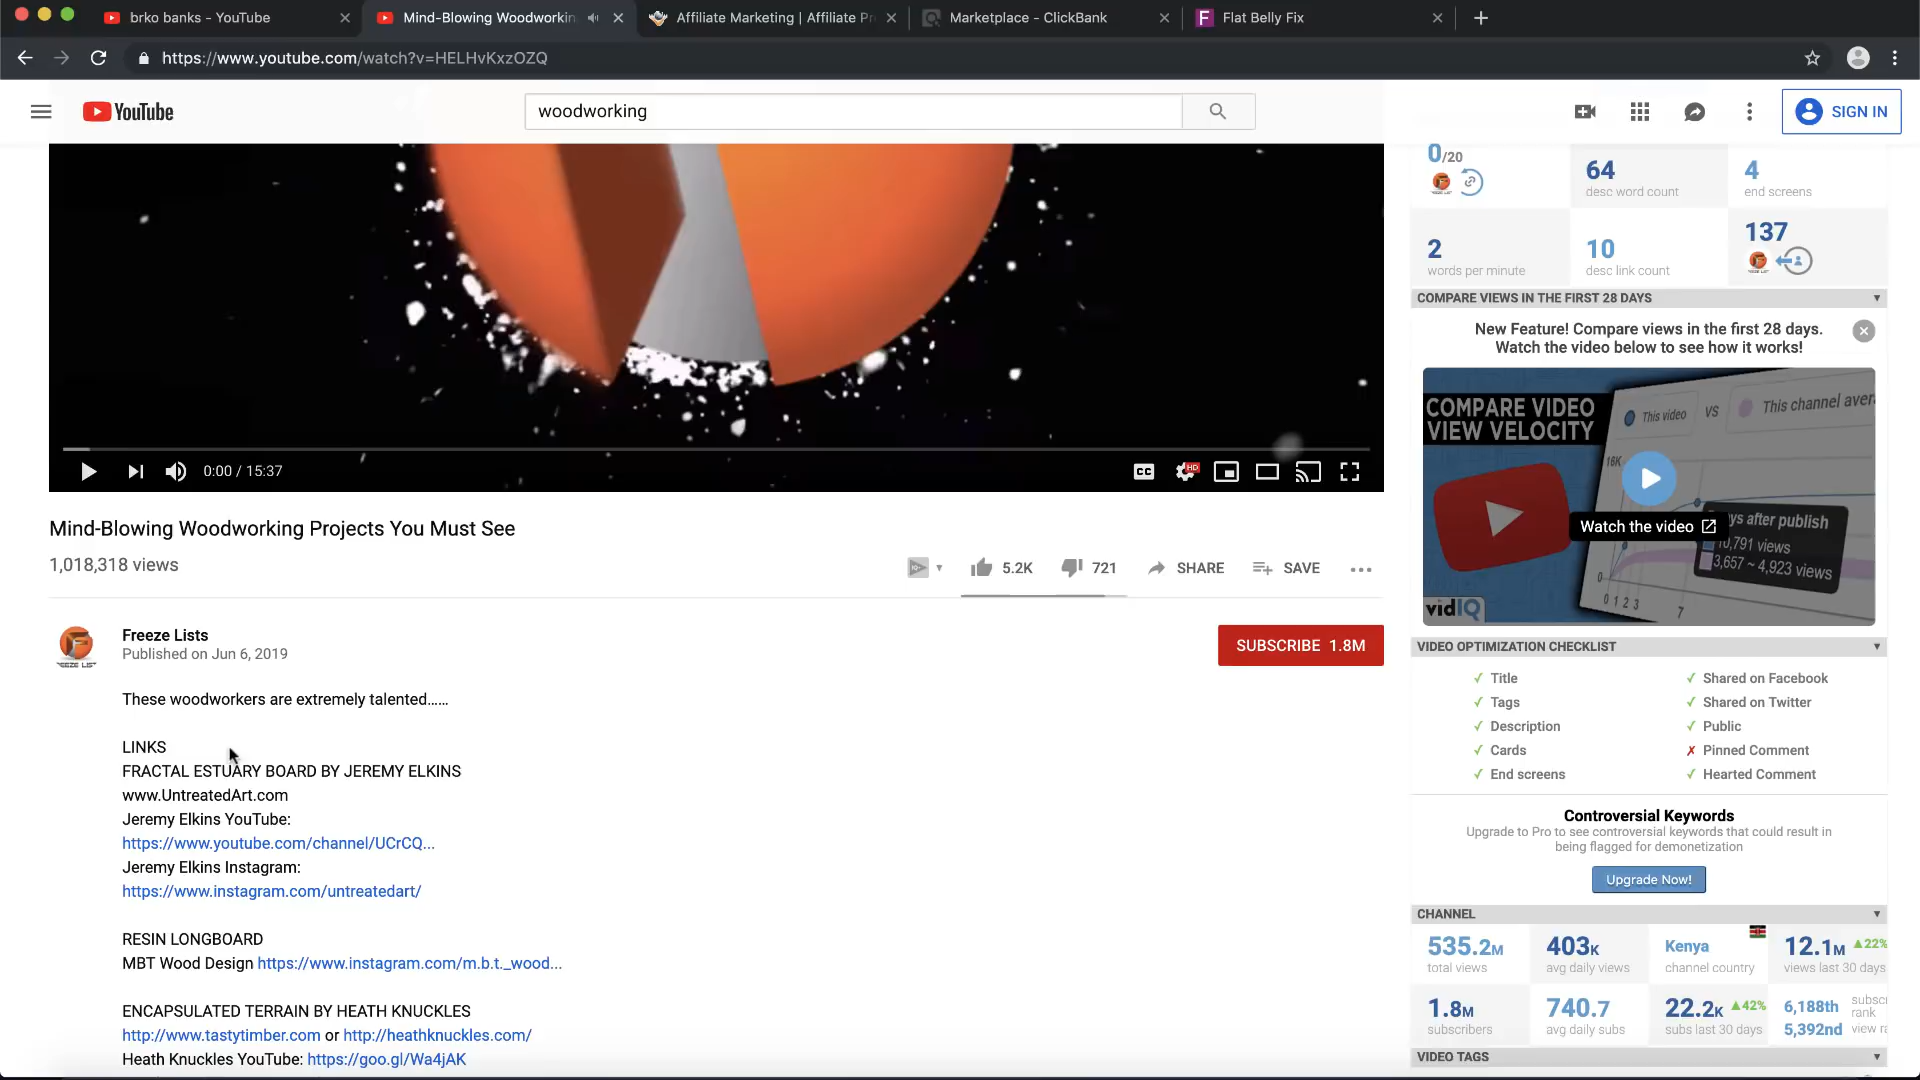 brko banks - YouTube
Mind-Blowing Woodworkin
Affiliate Marketing | Affiliate Pr
Marketplace - ClickBank
Flat Belly Fix
https://www.youtube.com/watch?v=HELHvKxzOZQ
YouTube
woodworking
SIGN IN
0/20
64
desc word count
4
end screens
2
words per minute
10
desc link count
137
COMPARE VIEWS IN THE FIRST 28 DAYS
New Feature! Compare views in the first 28 days.
Watch the video below to see how it works!
COMPARE VIDEO
VIEW VELOCITY
This video
VS
This channel aver
16K
Watch the video
ys after publish
10,791 views
3,657 ~ 4,923 views
0
0 1 2 3
7
vidIQ
0:00 / 15:37
CC
HD
Mind-Blowing Woodworking Projects You Must See
1,018,318 views
5.2K
721
SHARE
SAVE
Freeze Lists
Published on Jun 6, 2019
SUBSCRIBE 1.8M
These woodworkers are extremely talented......
LINKS
FRACTAL ESTUARY BOARD BY JEREMY ELKINS
www.UntreatedArt.com
Jeremy Elkins YouTube:
https://www.youtube.com/channel/UCrCQ...
Jeremy Elkins Instagram:
https://www.instagram.com/untreatedart/
RESIN LONGBOARD
MBT Wood Design https://www.instagram.com/m.b.t._wood...
ENCAPSULATED TERRAIN BY HEATH KNUCKLES
http://www.tastytimber.com or http://heathknuckles.com/
Heath Knuckles YouTube: https://goo.gl/Wa4jAK
VIDEO OPTIMIZATION CHECKLIST
✓ Title
✓ Shared on Facebook
✓ Tags
✓ Shared on Twitter
✓ Description
✓ Public
✓ Cards
✗ Pinned Comment
✓ End screens
✓ Hearted Comment
Controversial Keywords
Upgrade to Pro to see controversial keywords that could result in
being flagged for demonetization
Upgrade Now!
CHANNEL
535.2M
total views
403K
avg daily views
Kenya
channel country
12.1M ▲22%
views last 30 days
1.8M
subscribers
740.7
avg daily subs
22.2K ▲42%
subs last 30 days
6,188th
rank
5,392nd
VIDEO TAGS